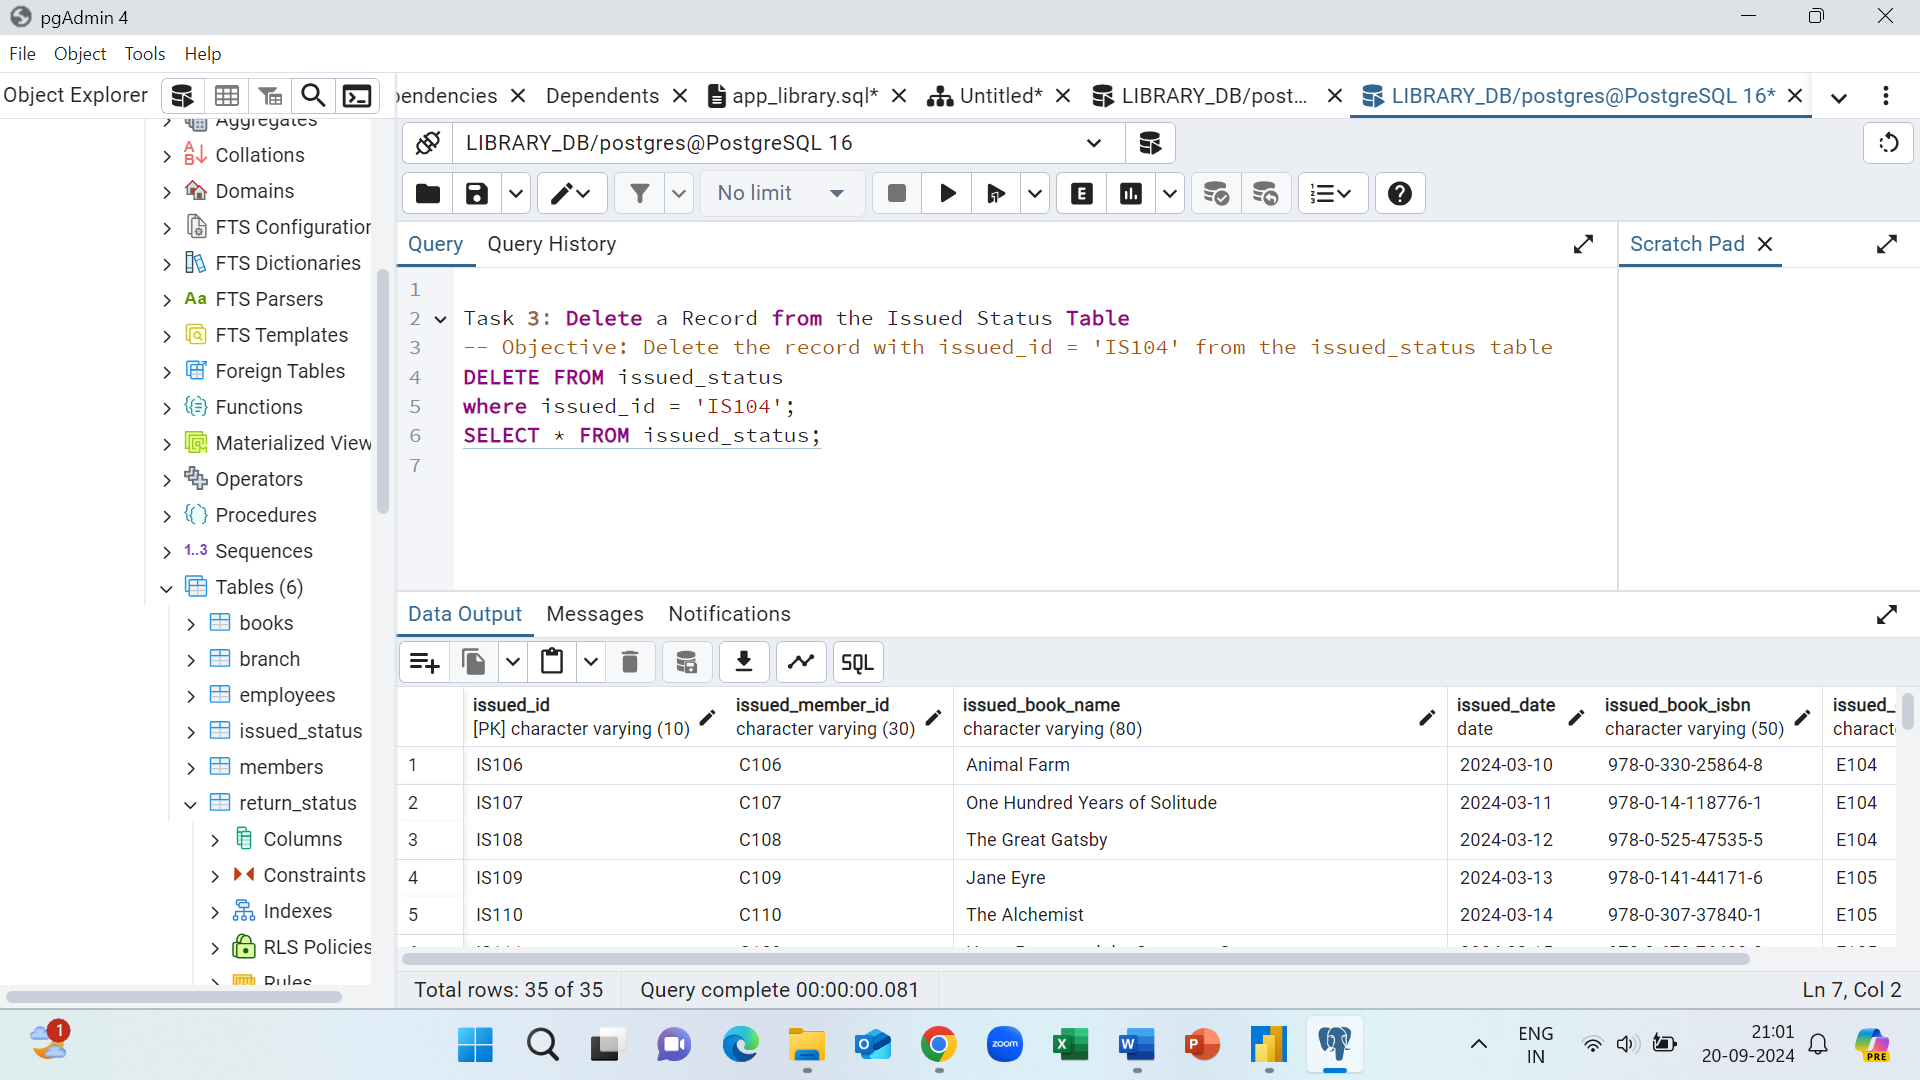 pgAdmin 4
File Object Tools Help
Object Explorer
pendencies Dependents app_library.sql* Untitled* LIBRARY_DB/post... LIBRARY_DB/postgres@PostgreSQL 16*
Aggregates
Collations
Domains
FTS Configuration
Aa FTS Dictionaries
FTS Parsers
FTS Templates
Foreign Tables
Functions
Materialized View
Operators
Procedures
1..3 Sequences
Tables (6)
books
branch
employees
issued_status
members
return_status
Columns
Constraints
Indexes
RLS Policies
Rules
LIBRARY_DB/postgres@PostgreSQL 16
No limit
E
Query Query History
Scratch Pad
1
2 Task 3: Delete a Record from the Issued Status Table
3 -- Objective: Delete the record with issued_id = 'IS104' from the issued_status table
4 DELETE FROM issued_status
5 where issued_id = 'IS104';
6 SELECT * FROM issued_status;
7
Data Output Messages Notifications
SQL
issued_id issued_member_id issued_book_name issued_date issued_book_isbn issued_
[PK] character varying (10) character varying (30) character varying (80) date character varying (50) charact
1 IS106 C106 Animal Farm 2024-03-10 978-0-330-25864-8 E104
2 IS107 C107 One Hundred Years of Solitude 2024-03-11 978-0-14-118776-1 E104
3 IS108 C108 The Great Gatsby 2024-03-12 978-0-525-47535-5 E104
4 IS109 C109 Jane Eyre 2024-03-13 978-0-141-44171-6 E105
5 IS110 C110 The Alchemist 2024-03-14 978-0-307-37840-1 E105
Total rows: 35 of 35 Query complete 00:00:00.081 Ln 7, Col 2
1
zoom
ENG
IN
21:01
20-09-2024
PRE